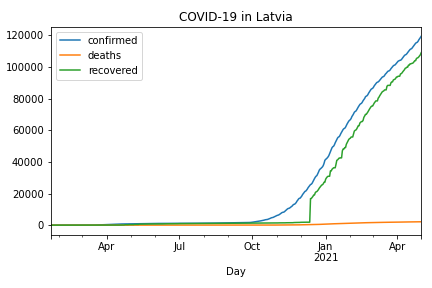 COVID-19 in Latvia
confirmed
deaths
recovered
120000
100000
80000
60000
40000
20000
0
Apr
Jul
Oct
Jan
2021
Apr
Day